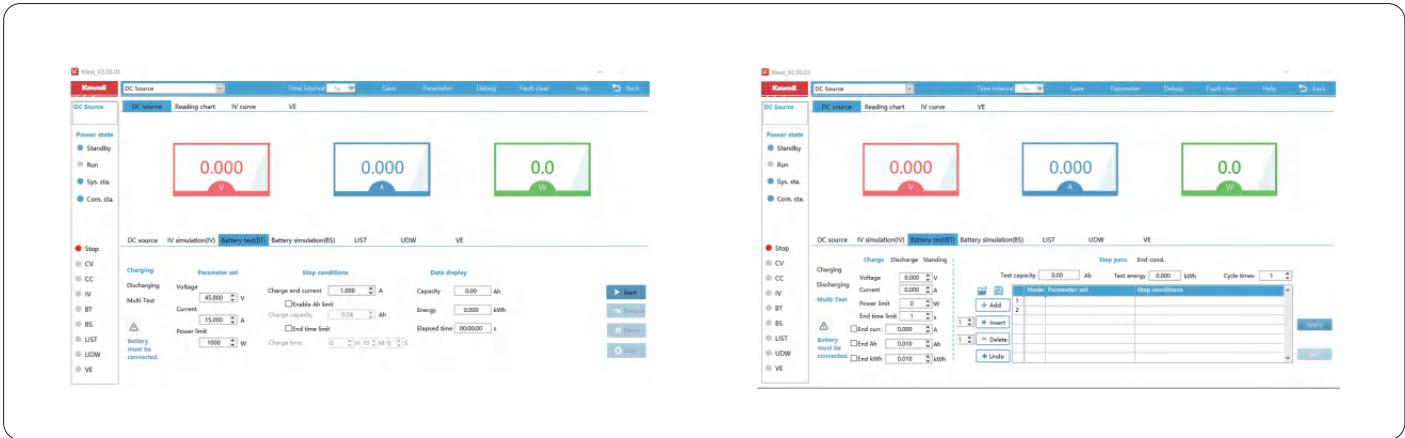 Ktest_V2.00.03
Kewell DC Source Time Interval 1s Save Parameter Debug Fault clear Help Back
DC Source DC source Reading chart IV curve VE
Power state
Standby
Run
Sys. sta.
Com. sta.
0.000 0.000 0.0
V A W
DC source IV simulation(IV) Battery test(BT) Battery simulation(BS) LIST UDW VE
Stop
CV
CC
IV
BT
BS
LIST
UDW
VE
Charging
Discharging
Multi-Test
Battery
must be
connected.
Parameter set
Voltage
45.000 V
Current
15.000 A
Power limit
1000 W
Stop conditions
Charge end current 1.000 A
Enable Ah limit
Charge capacity 0.04 Ah
End time limit
Charge time 0 H 10 M 0 S
Data display
Capacity 0.00 Ah
Energy 0.000 kWh
Elapsed time 00:00:00 s
Start
Stop
Kewell DC Source Time Interval 1s Save Parameter Debug Fault clear Help Back
DC Source DC source Reading chart IV curve VE
Power state
Standby
Run
Sys. sta.
Com. sta.
0.000 0.000 0.0
V A W
DC source IV simulation(IV) Battery test(BT) Battery simulation(BS) LIST UDW VE
Stop
CV
CC
IV
BT
BS
LIST
UDW
VE
Charging
Discharging
Multi-Test
Battery
must be
connected.
Charge Discharge Standing
Voltage 0.000 V
Current 0.000 A
Power limit 0 W
End time limit 1 s
End curr. 0.000 A
End Ah 0.010 Ah
End kWh 0.010 kWh
Step para. End cond.
Test capacity 0.00 Ah Test energy 0.000 kWh Cycle times 1
Mode Parameter set Stop conditions
1
2
+ Add
1 Insert
1 Delete
Undo
Apply